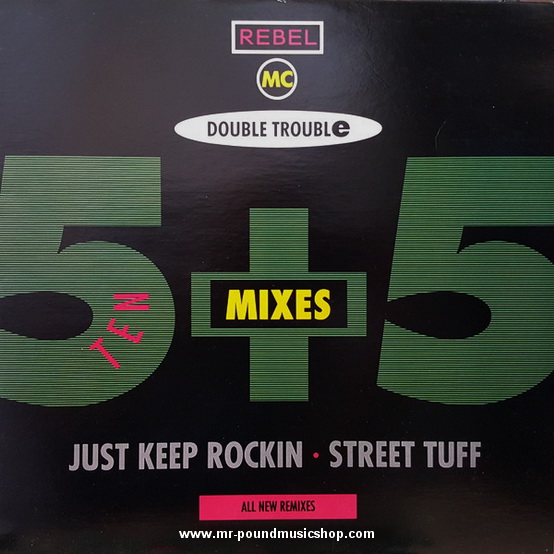 REBEL
MC
DOUBLE TROUBLe
5 + 5
MIXES
TEN
JUST KEEP ROCKIN • STREET TUFF
ALL NEW REMIXES
www.mr-poundmusicshop.com